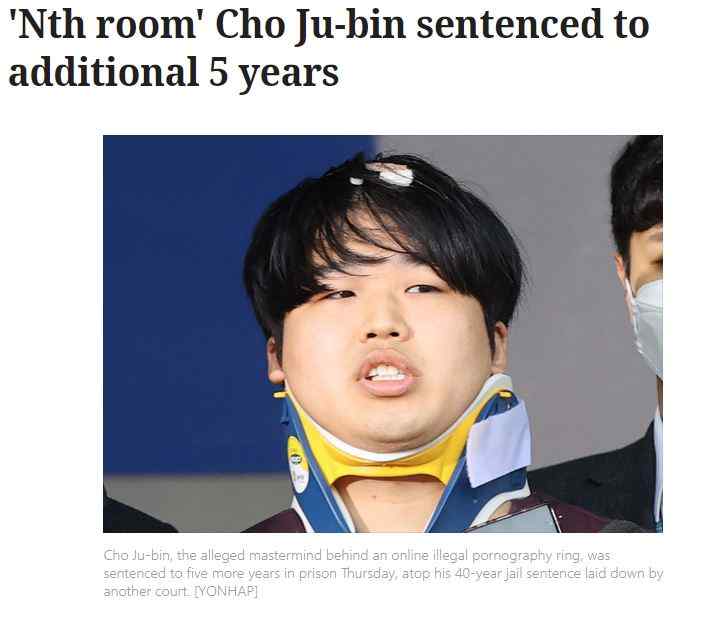 'Nth room' Cho Ju-bin sentenced to
additional 5 years
Cho Ju-bin, the alleged mastermind behind an online illegal pornography ring, was
sentenced to five more years in prison Thursday, atop his 40-year jail sentence laid down by
another court. [YONHAP]